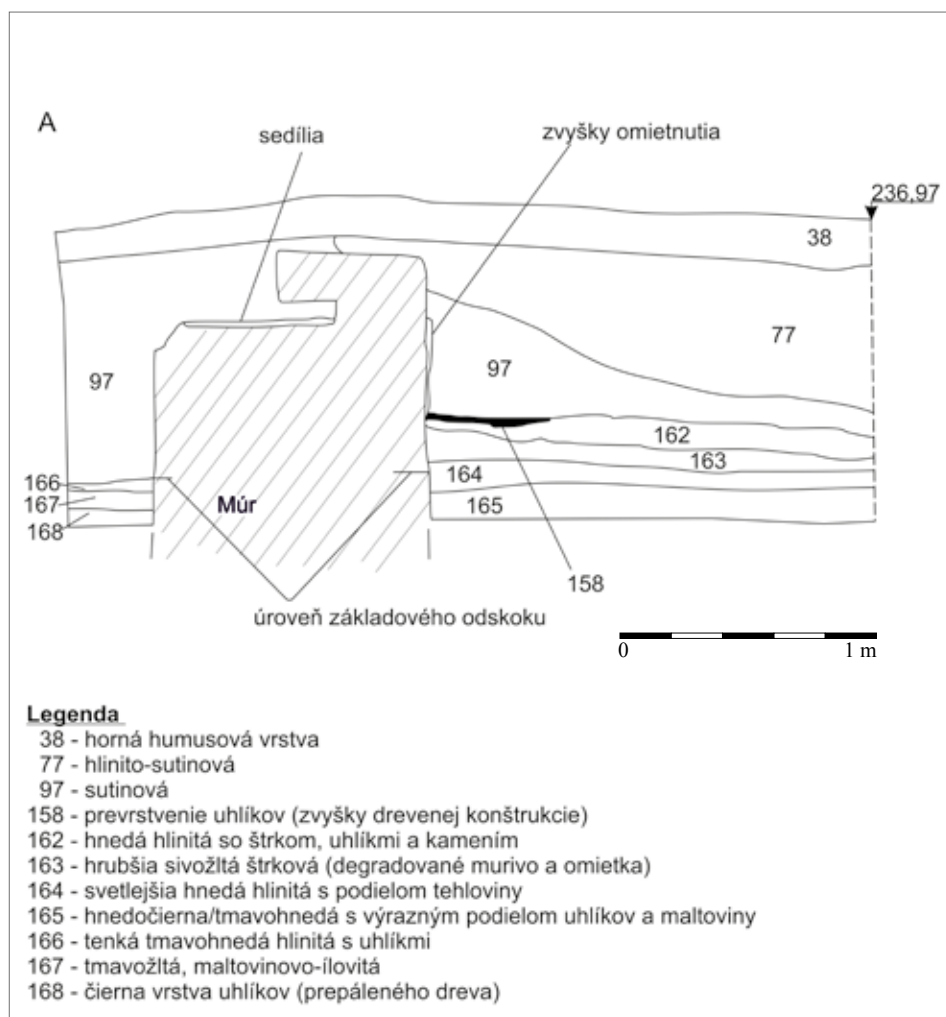 A
sedília
zvyšky omietnutia
236,97
38
77
97
97
162
163
164
165
166
167
168
Múr
158
úroveň základového odskoku
0 1 m
Legenda
38 - horná humusová vrstva
77 - hlinito-sutinová
97 - sutinová
158 - prevrstvenie uhlíkov (zvyšky drevenej konštrukcie)
162 - hnedá hlinitá so štrkom, uhlíkmi a kamením
163 - hrubšia sivožltá štrková (degradované murivo a omietka)
164 - svetlejšia hnedá hlinitá s podielom tehloviny
165 - hnedočierna/tmavohnedá s výrazným podielom uhlíkov a maltoviny
166 - tenká tmavohnedá hlinitá s uhlíkmi
167 - tmavožltá, maltovinovo-ílovitá
168 - čierna vrstva uhlíkov (prepáleného dreva)